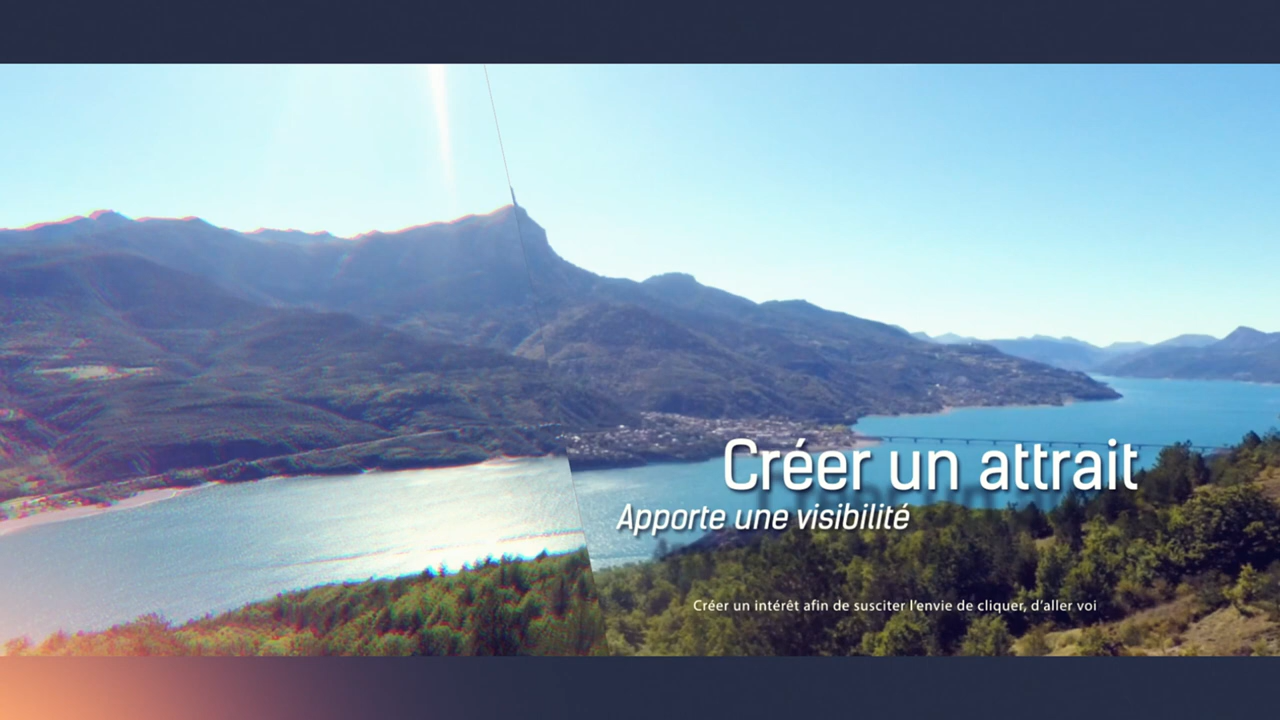 Créer un attrait
Apporte une visibilité
Créer un intérêt afin de susciter l’envie de cliquer, d’aller voi